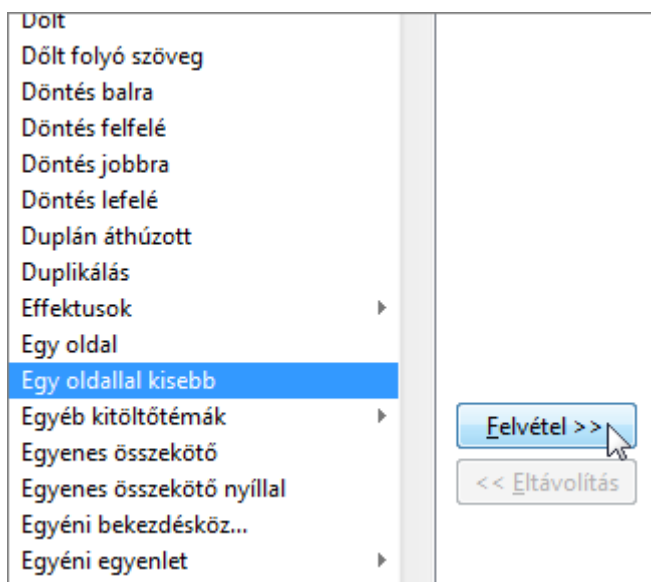 Dőlt
Dőlt folyó szöveg
Döntés balra
Döntés felfelé
Döntés jobbra
Döntés lefelé
Duplán áthúzott
Duplikálás
Effektusok
Egy oldal
Egy oldallal kisebb
Egyéb kitöltőtémák
Egyenes összekötő
Egyenes összekötő nyíllal
Egyéni bekezdésköz...
Egyéni egyenlet
Felvétel >>
<< Eltávolítás